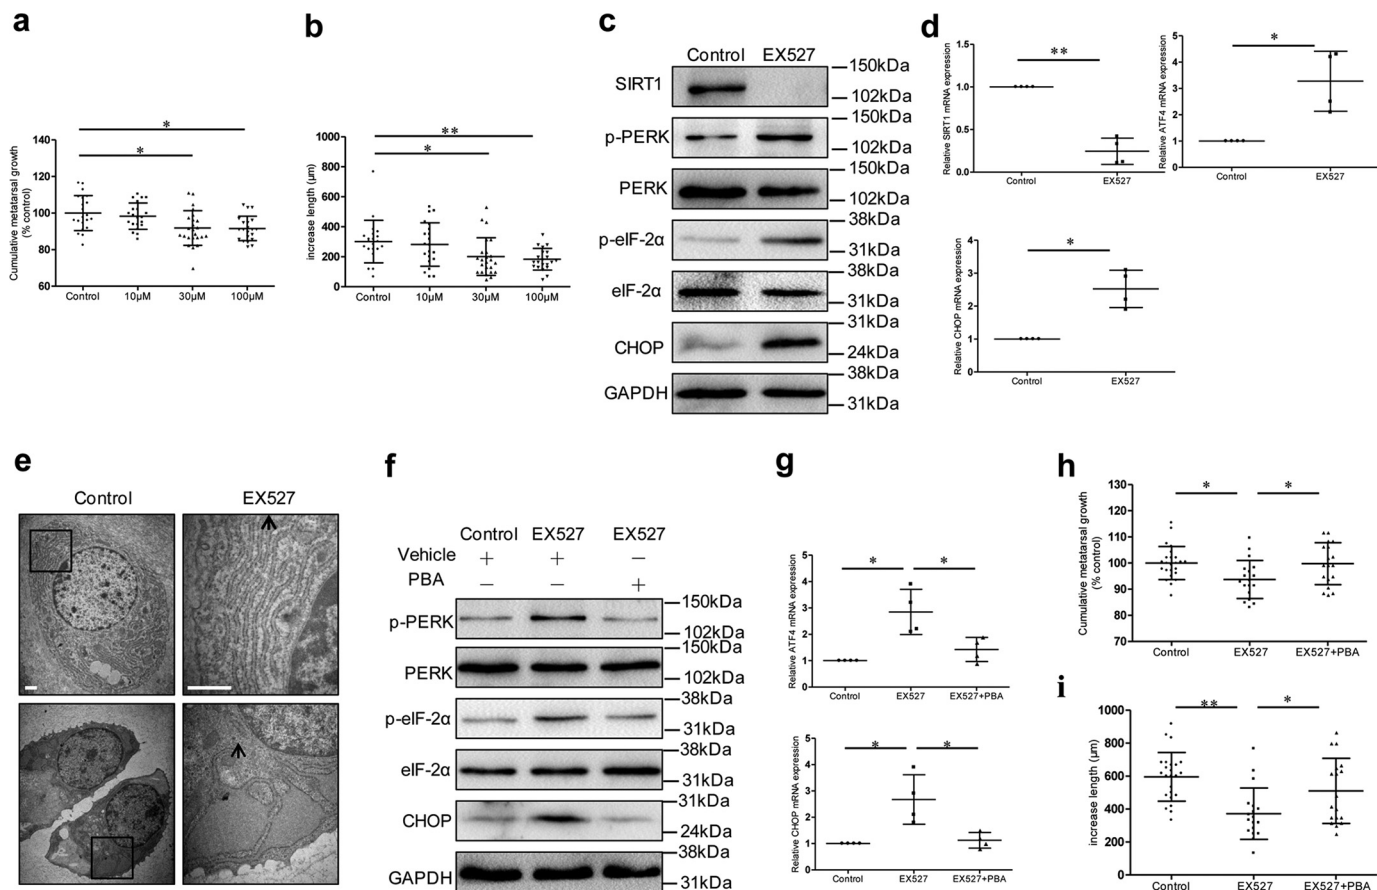 a
Cumulative metatarsal growth
(% control)
140
120
100
80
60
*
*
Control 10μM 30μM 100μM
b
increase length (μm)
1000
800
600
400
200
0
**
*
Control 10μM 30μM 100μM
c
Control EX527
SIRT1
150kDa
102kDa
p-PERK
150kDa
102kDa
PERK
150kDa
102kDa
p-eIF-2α
38kDa
31kDa
eIF-2α
38kDa
31kDa
CHOP
31kDa
24kDa
GAPDH
38kDa
31kDa
d
Relative SIRT1 mRNA expression
1.5
1.0
0.5
0.0
**
Control EX527
Relative ATF4 mRNA expression
5
4
3
2
1
0
*
Control EX527
Relative CHOP mRNA expression
4
3
2
1
0
*
Control EX527
e
Control EX527
f
Control EX527 EX527
Vehicle + + −
PBA − − +
p-PERK
150kDa
102kDa
PERK
150kDa
102kDa
p-eIF-2α
38kDa
31kDa
eIF-2α
38kDa
31kDa
CHOP
31kDa
24kDa
GAPDH
38kDa
31kDa
g
Relative ATF4 mRNA expression
5
4
3
2
1
0
* *
Control EX527 EX527+PBA
Relative CHOP mRNA expression
5
4
3
2
1
0
* *
Control EX527 EX527+PBA
h
Cumulative metatarsal growth
(% control)
130
120
110
100
90
80
70
* *
Control EX527 EX527+PBA
i
increase length (μm)
1000
800
600
400
200
0
** *
Control EX527 EX527+PBA